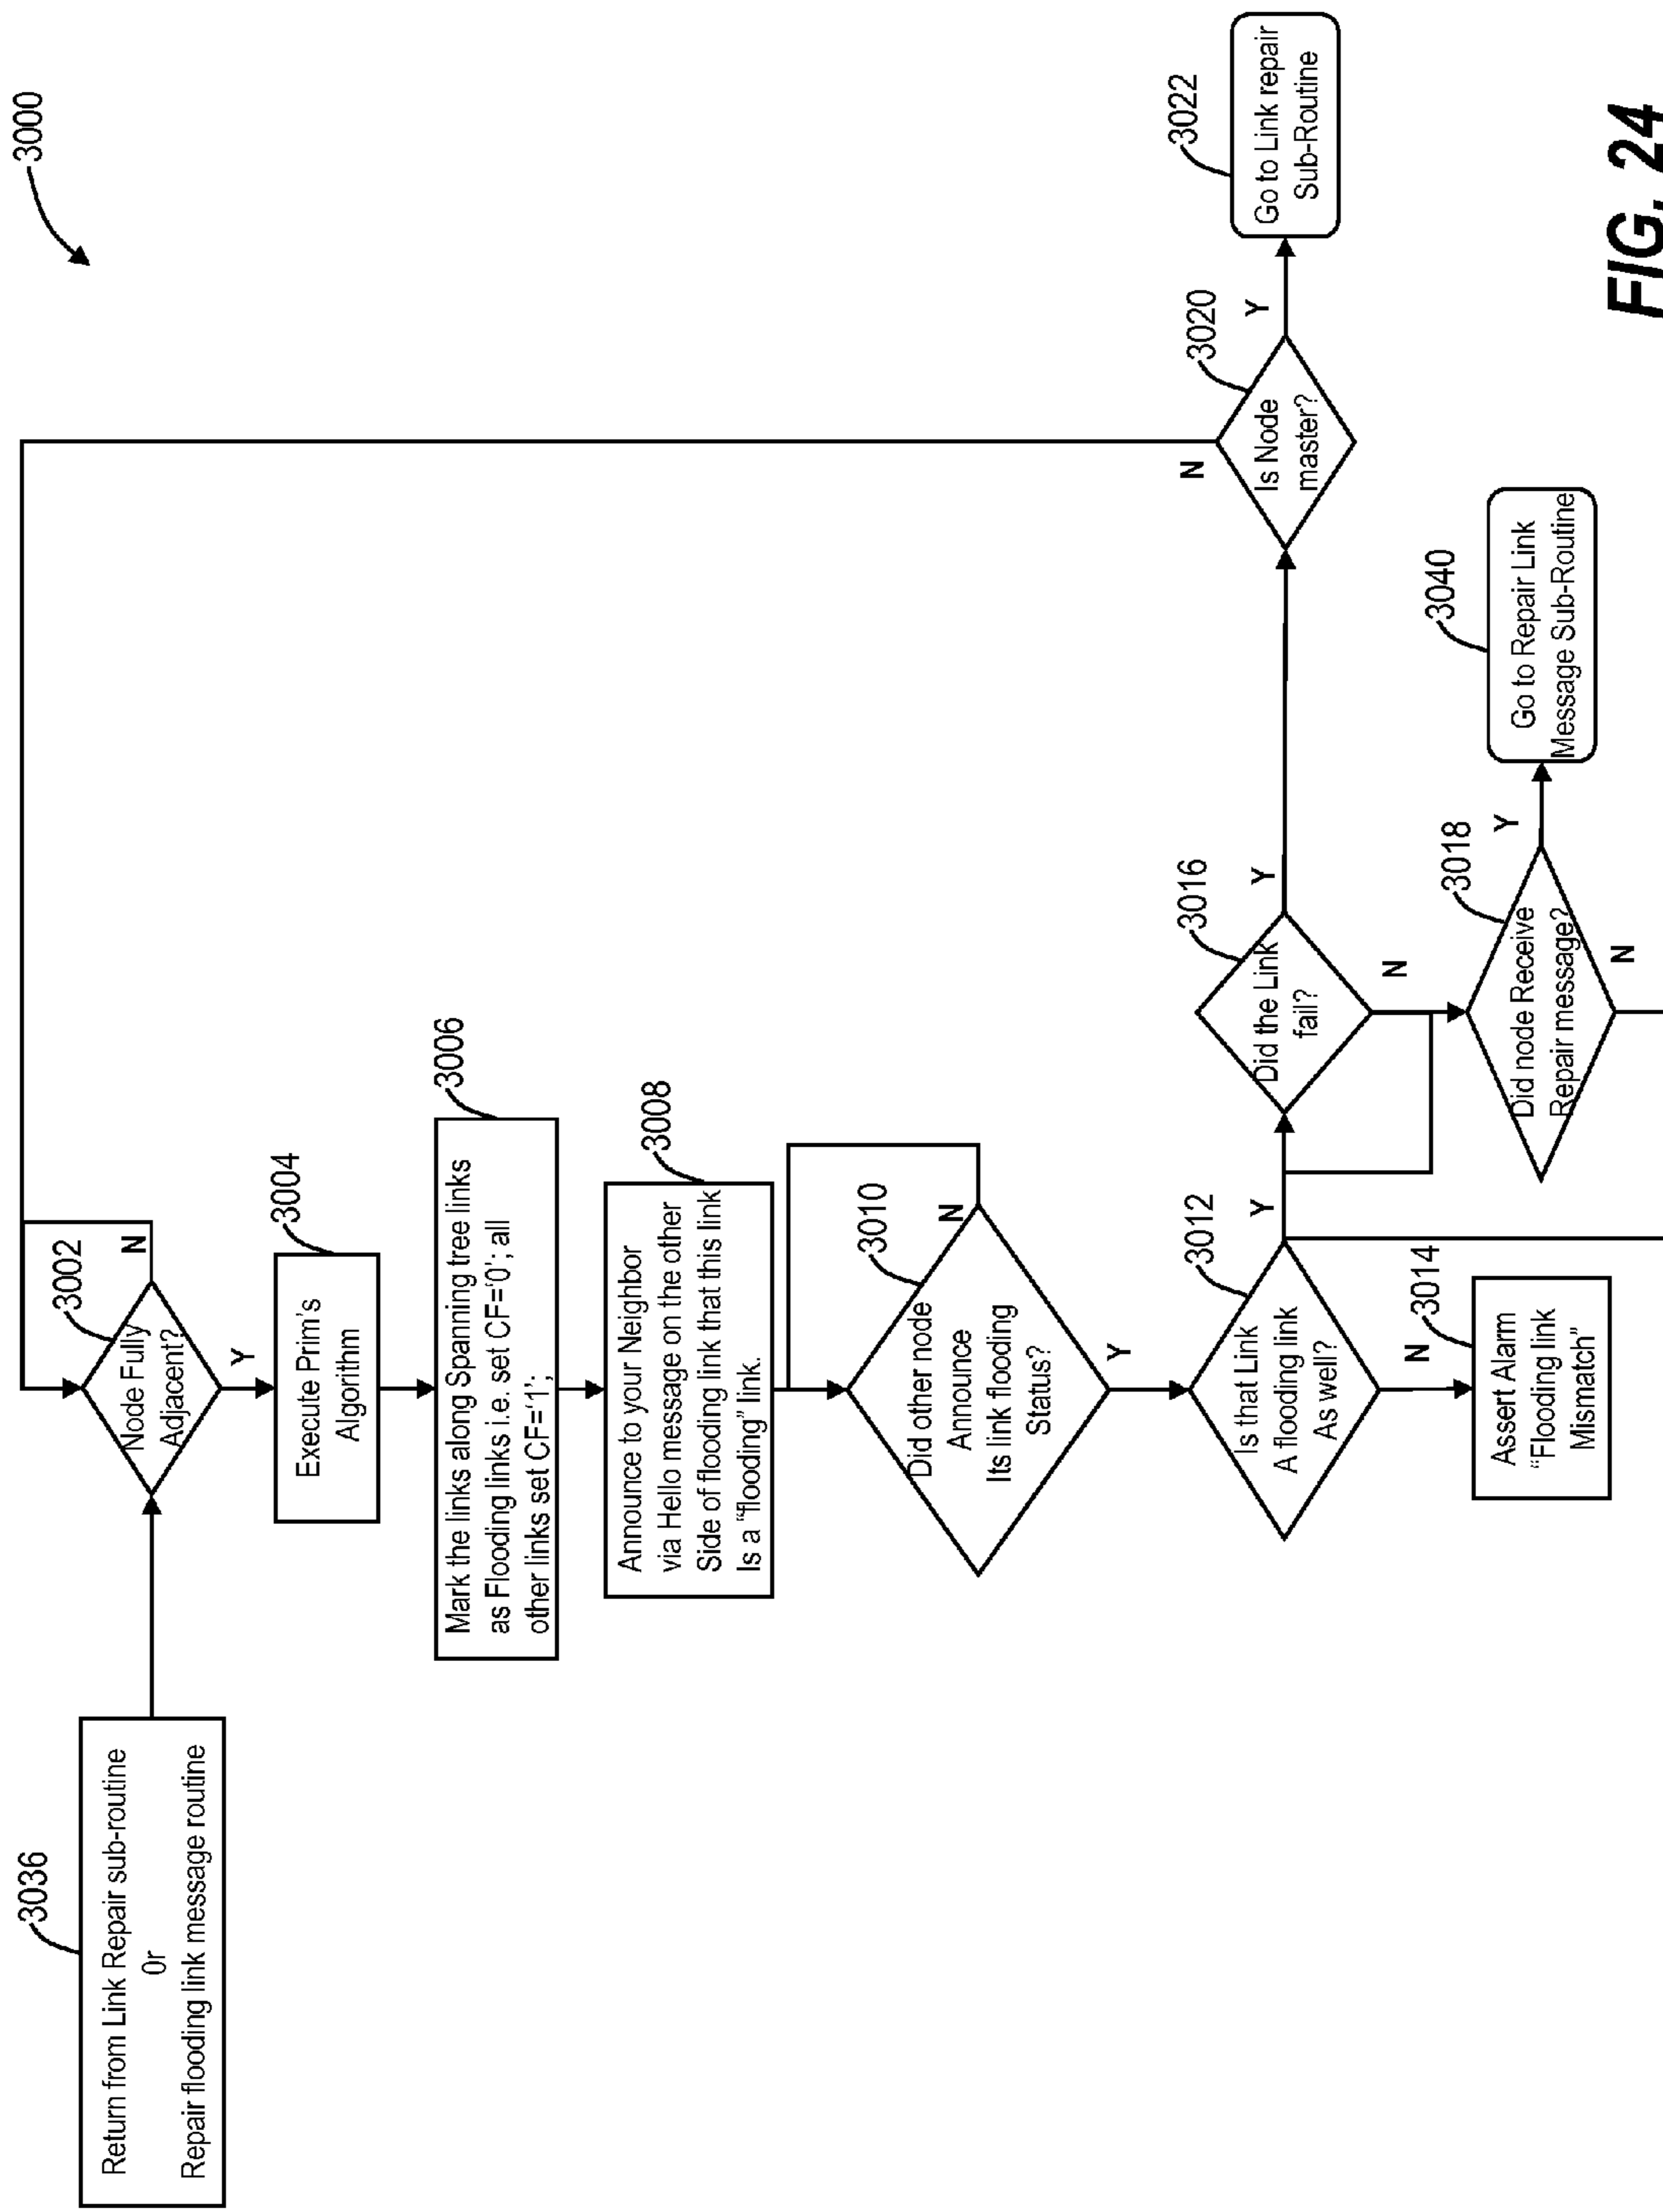 3000
3036
Return from Link Repair sub-routine
Or
Repair flooding link message routine
3002
Node Fully
Adjacent?
N
Y
3004
Execute Prim's
Algorithm
3006
Mark the links along Spanning tree links
as Flooding links i.e. set CF=‘0’; all
other links set CF=‘1’;
3008
Announce to your Neighbor
via Hello message on the other
Side of flooding link that this link
Is a “flooding” link.
3010
Did other node
Announce
Its link flooding
Status?
N
Y
3012
Is that Link
A flooding link
As well?
Y
N
3014
Assert Alarm
“Flooding link
Mismatch”
3016
Did the Link
fail?
Y
N
3018
Did node Receive
Repair message?
Y
N
3040
Go to Repair Link
Message Sub-Routine
3020
Is Node
master?
N
Y
3022
Go to Link repair
Sub-Routine
FIG. 24